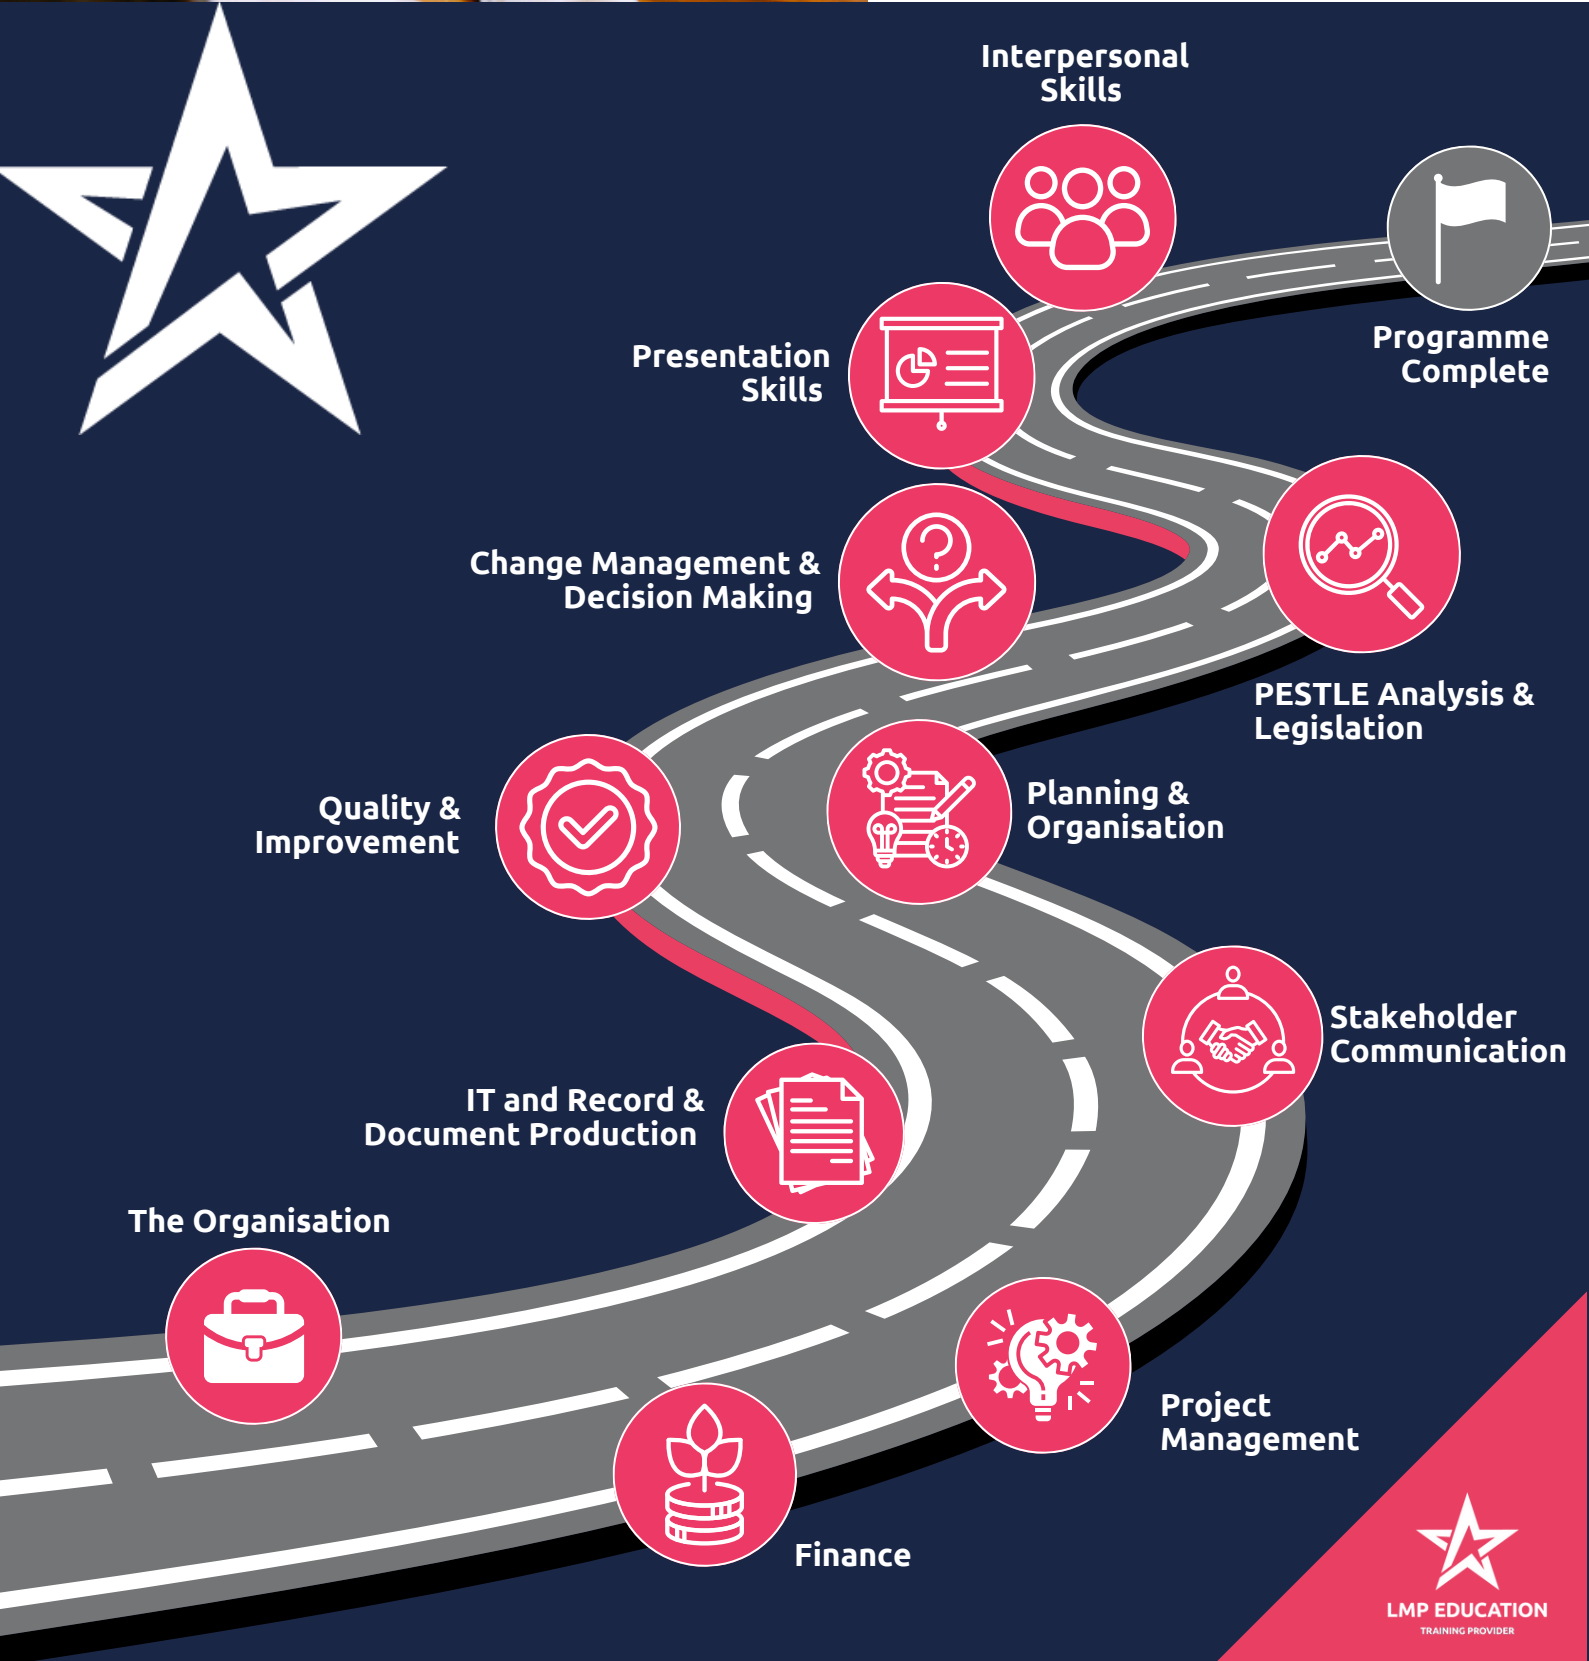 Interpersonal
Skills
Programme
Complete
Presentation
Skills
Change Management &
Decision Making
PESTLE Analysis &
Legislation
Quality &
Improvement
Planning &
Organisation
Stakeholder
Communication
IT and Record &
Document Production
The Organisation
Project
Management
Finance
LMP EDUCATION
TRAINING PROVIDER